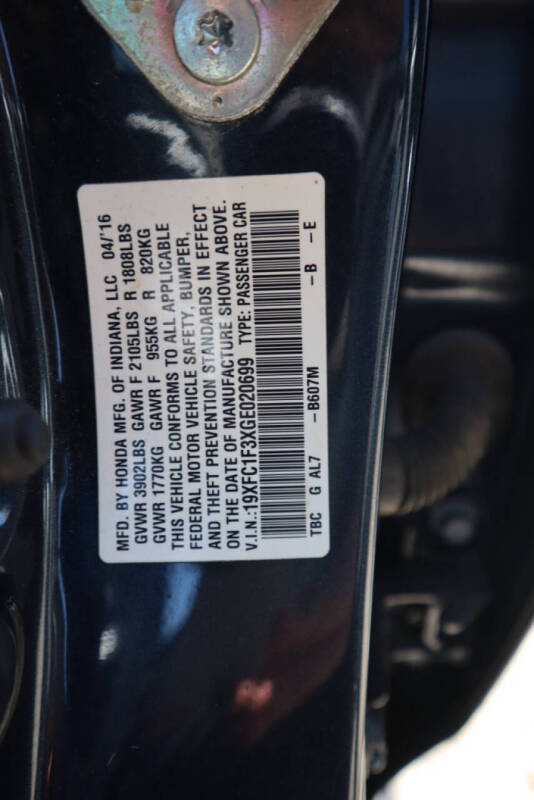 MFD. BY HONDA MFG. OF INDIANA, LLC 04/'16
GVWR 3902LBS GAWR F 2105LBS R 1808LBS
GVWR 1770KG GAWR F 955KG R 820KG
THIS VEHICLE CONFORMS TO ALL APPLICABLE
FEDERAL MOTOR VEHICLE SAFETY, BUMPER,
AND THEFT PREVENTION STANDARDS IN EFFECT
ON THE DATE OF MANUFACTURE SHOWN ABOVE.
V.I.N.:19XFC1F3XGE020699 TYPE: PASSENGER CAR
TBC G AL7 –B607M –B –E